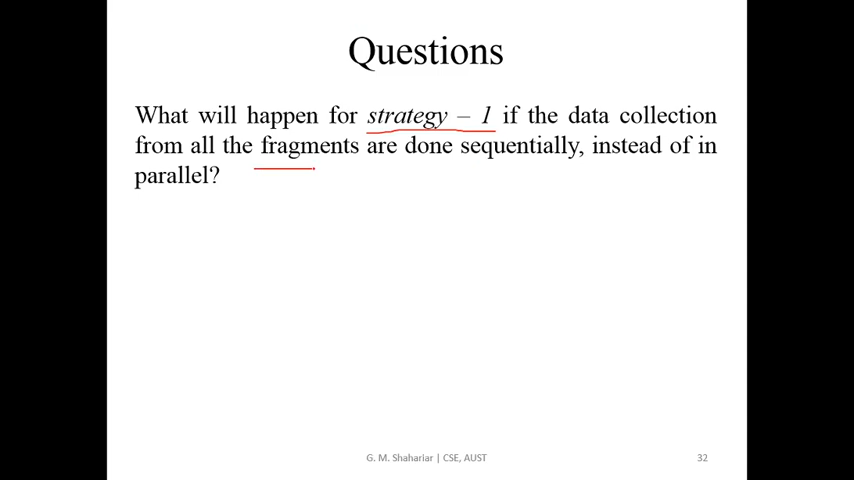 Questions
What will happen for strategy – 1 if the data collection
from all the fragments are done sequentially, instead of in
parallel?
G. M. Shahariar | CSE, AUST
32